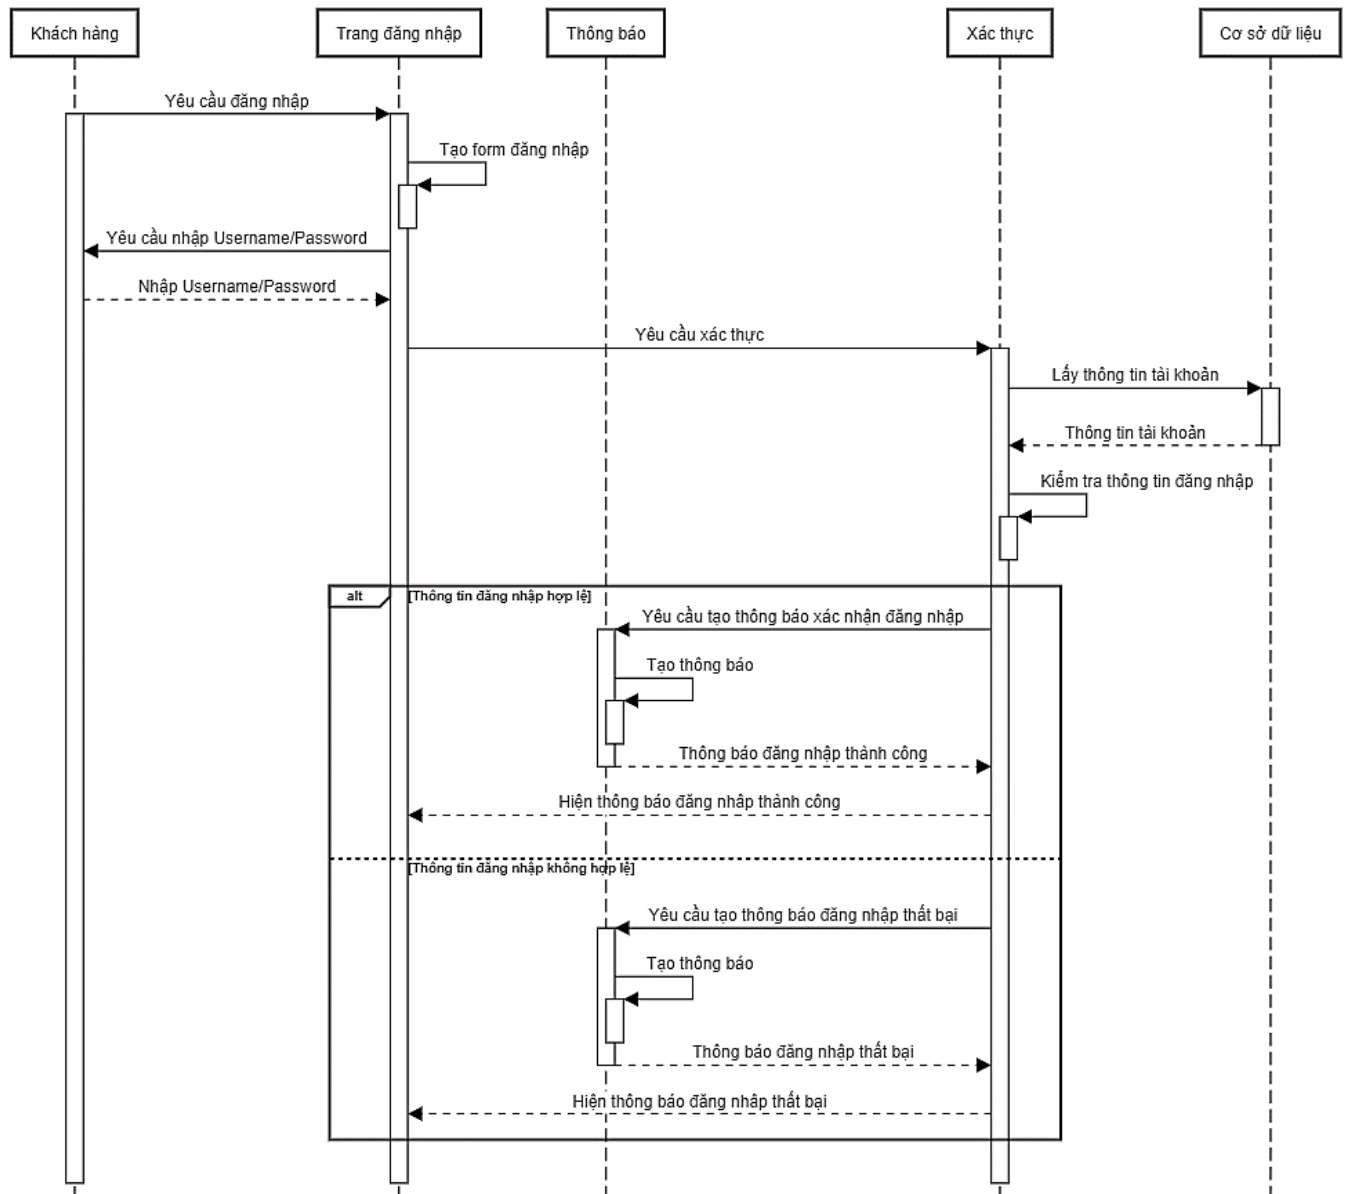 Khách hàng
Trang đăng nhập
Thông báo
Xác thực
Cơ sở dữ liệu
Yêu cầu đăng nhập
Tạo form đăng nhập
Yêu cầu nhập Username/Password
Nhập Username/Password
Yêu cầu xác thực
Lấy thông tin tài khoản
Thông tin tài khoản
Kiểm tra thông tin đăng nhập
alt
[Thông tin đăng nhập hợp lệ]
Yêu cầu tạo thông báo xác nhận đăng nhập
Tạo thông báo
Thông báo đăng nhập thành công
Hiện thông báo đăng nhâp thành công
[Thông tin đăng nhập không hợp lệ]
Yêu cầu tạo thông báo đăng nhập thất bại
Tạo thông báo
Thông báo đăng nhập thất bại
Hiện thông báo đăng nhâp thất bại